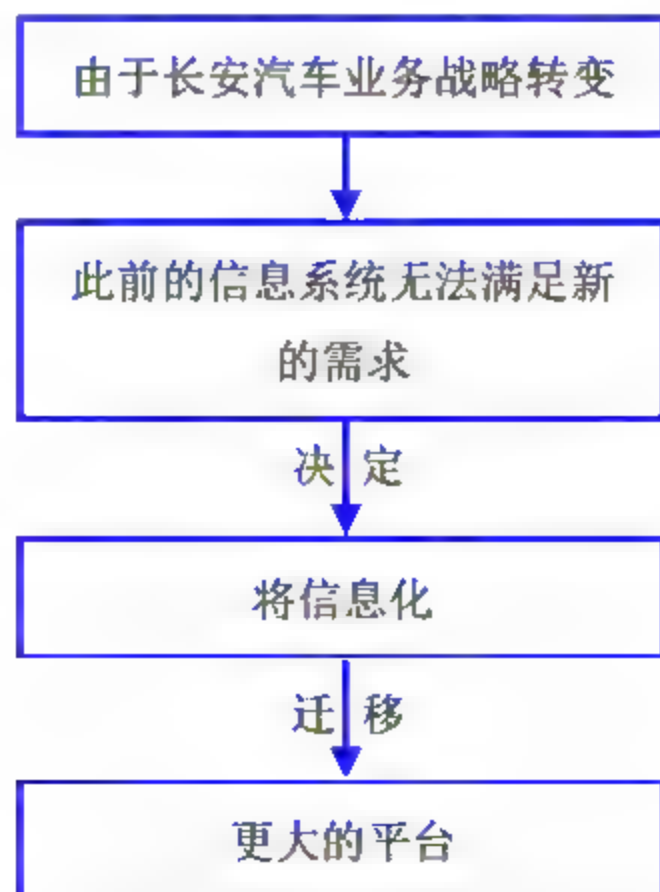 由于长安汽车业务战略转变
此前的信息系统无法满足新
的需求
决 定
将信息化
迁 移
更大的平台